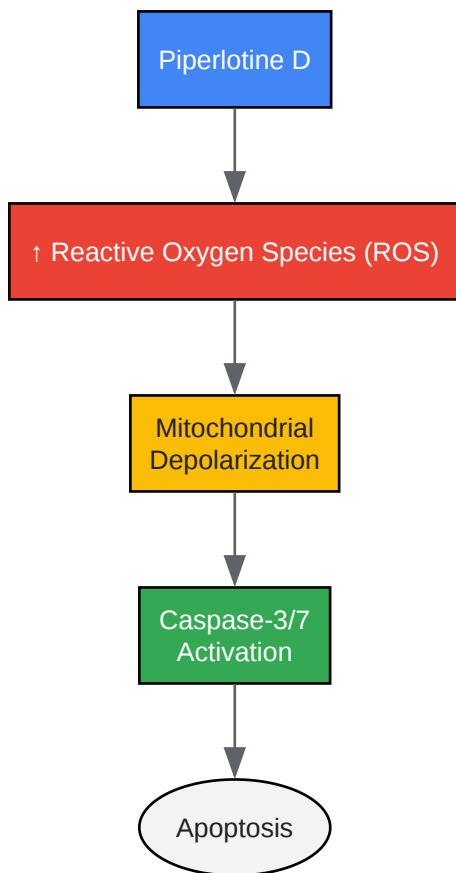 Piperlotine D
↑ Reactive Oxygen Species (ROS)
Mitochondrial
Depolarization
Caspase-3/7
Activation
Apoptosis